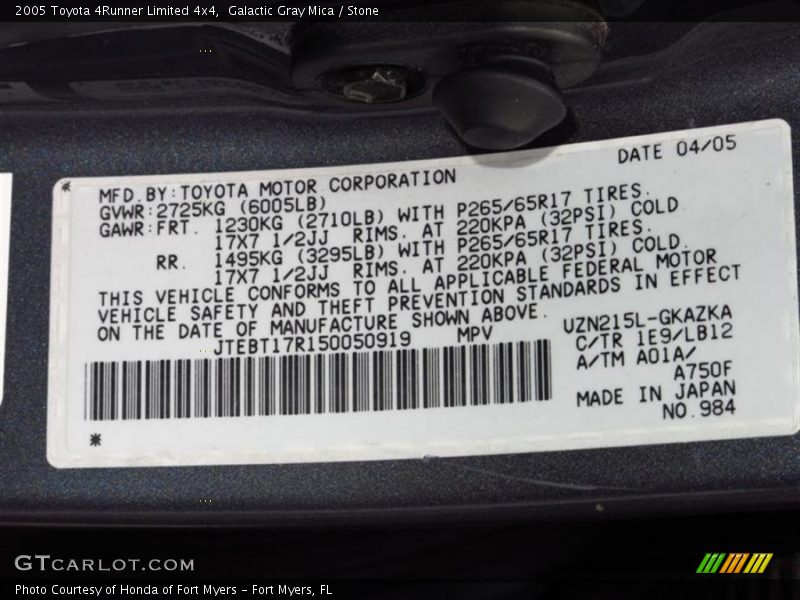 2005 Toyota 4Runner Limited 4x4,  Galactic Gray Mica / Stone
DATE 04/05
MFD.BY:TOYOTA MOTOR CORPORATION
GVWR:2725KG (6005LB)
GAWR:FRT. 1230KG (2710LB) WITH P265/65R17 TIRES.
17X7 1/2JJ RIMS. AT 220KPA (32PSI) COLD
RR. 1495KG (3295LB) WITH P265/65R17 TIRES.
17X7 1/2JJ RIMS. AT 220KPA (32PSI) COLD.
THIS VEHICLE CONFORMS TO ALL APPLICABLE FEDERAL MOTOR
VEHICLE SAFETY AND THEFT PREVENTION STANDARDS IN EFFECT
ON THE DATE OF MANUFACTURE SHOWN ABOVE.
JTEBT17R150050919 MPV
UZN215L-GKAZKA
C/TR 1E9/LB12
A/TM A01A/
A750F
MADE IN JAPAN
NO.984
GTCARLOT.COM
Photo Courtesy of Honda of Fort Myers - Fort Myers, FL